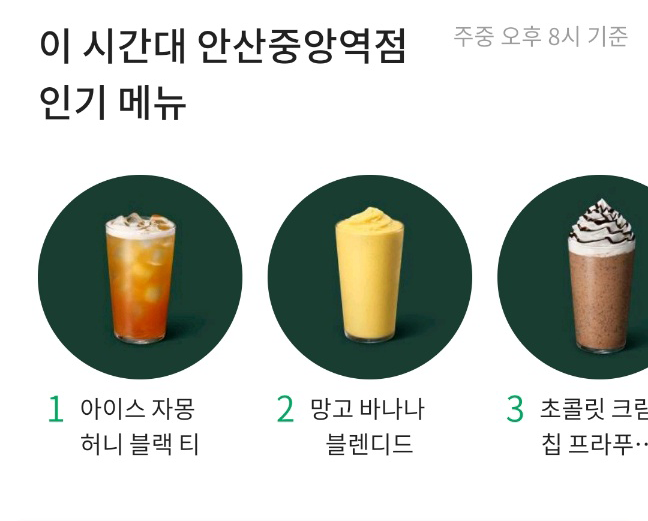 이 시간대 안산중앙역점
주중 오후 8시 기준
인기 메뉴
1 아이스 자몽
허니 블랙 티
2 망고 바나나
블렌디드
3 초콜릿 크림
칩 프라푸…